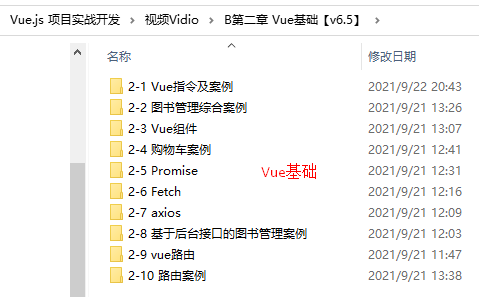 Vue.js 项目实战开发 > 视频Vidio > B第二章 Vue基础【v6.5】 >
名称 修改日期
2-1 Vue指令及案例 2021/9/22 20:43
2-2 图书管理综合案例 2021/9/21 13:26
2-3 Vue组件 2021/9/21 13:07
2-4 购物车案例 2021/9/21 12:41
2-5 Promise 2021/9/21 12:31
Vue基础
2-6 Fetch 2021/9/21 12:16
2-7 axios 2021/9/21 12:09
2-8 基于后台接口的图书管理案例 2021/9/21 12:03
2-9 vue路由 2021/9/21 11:47
2-10 路由案例 2021/9/21 13:38